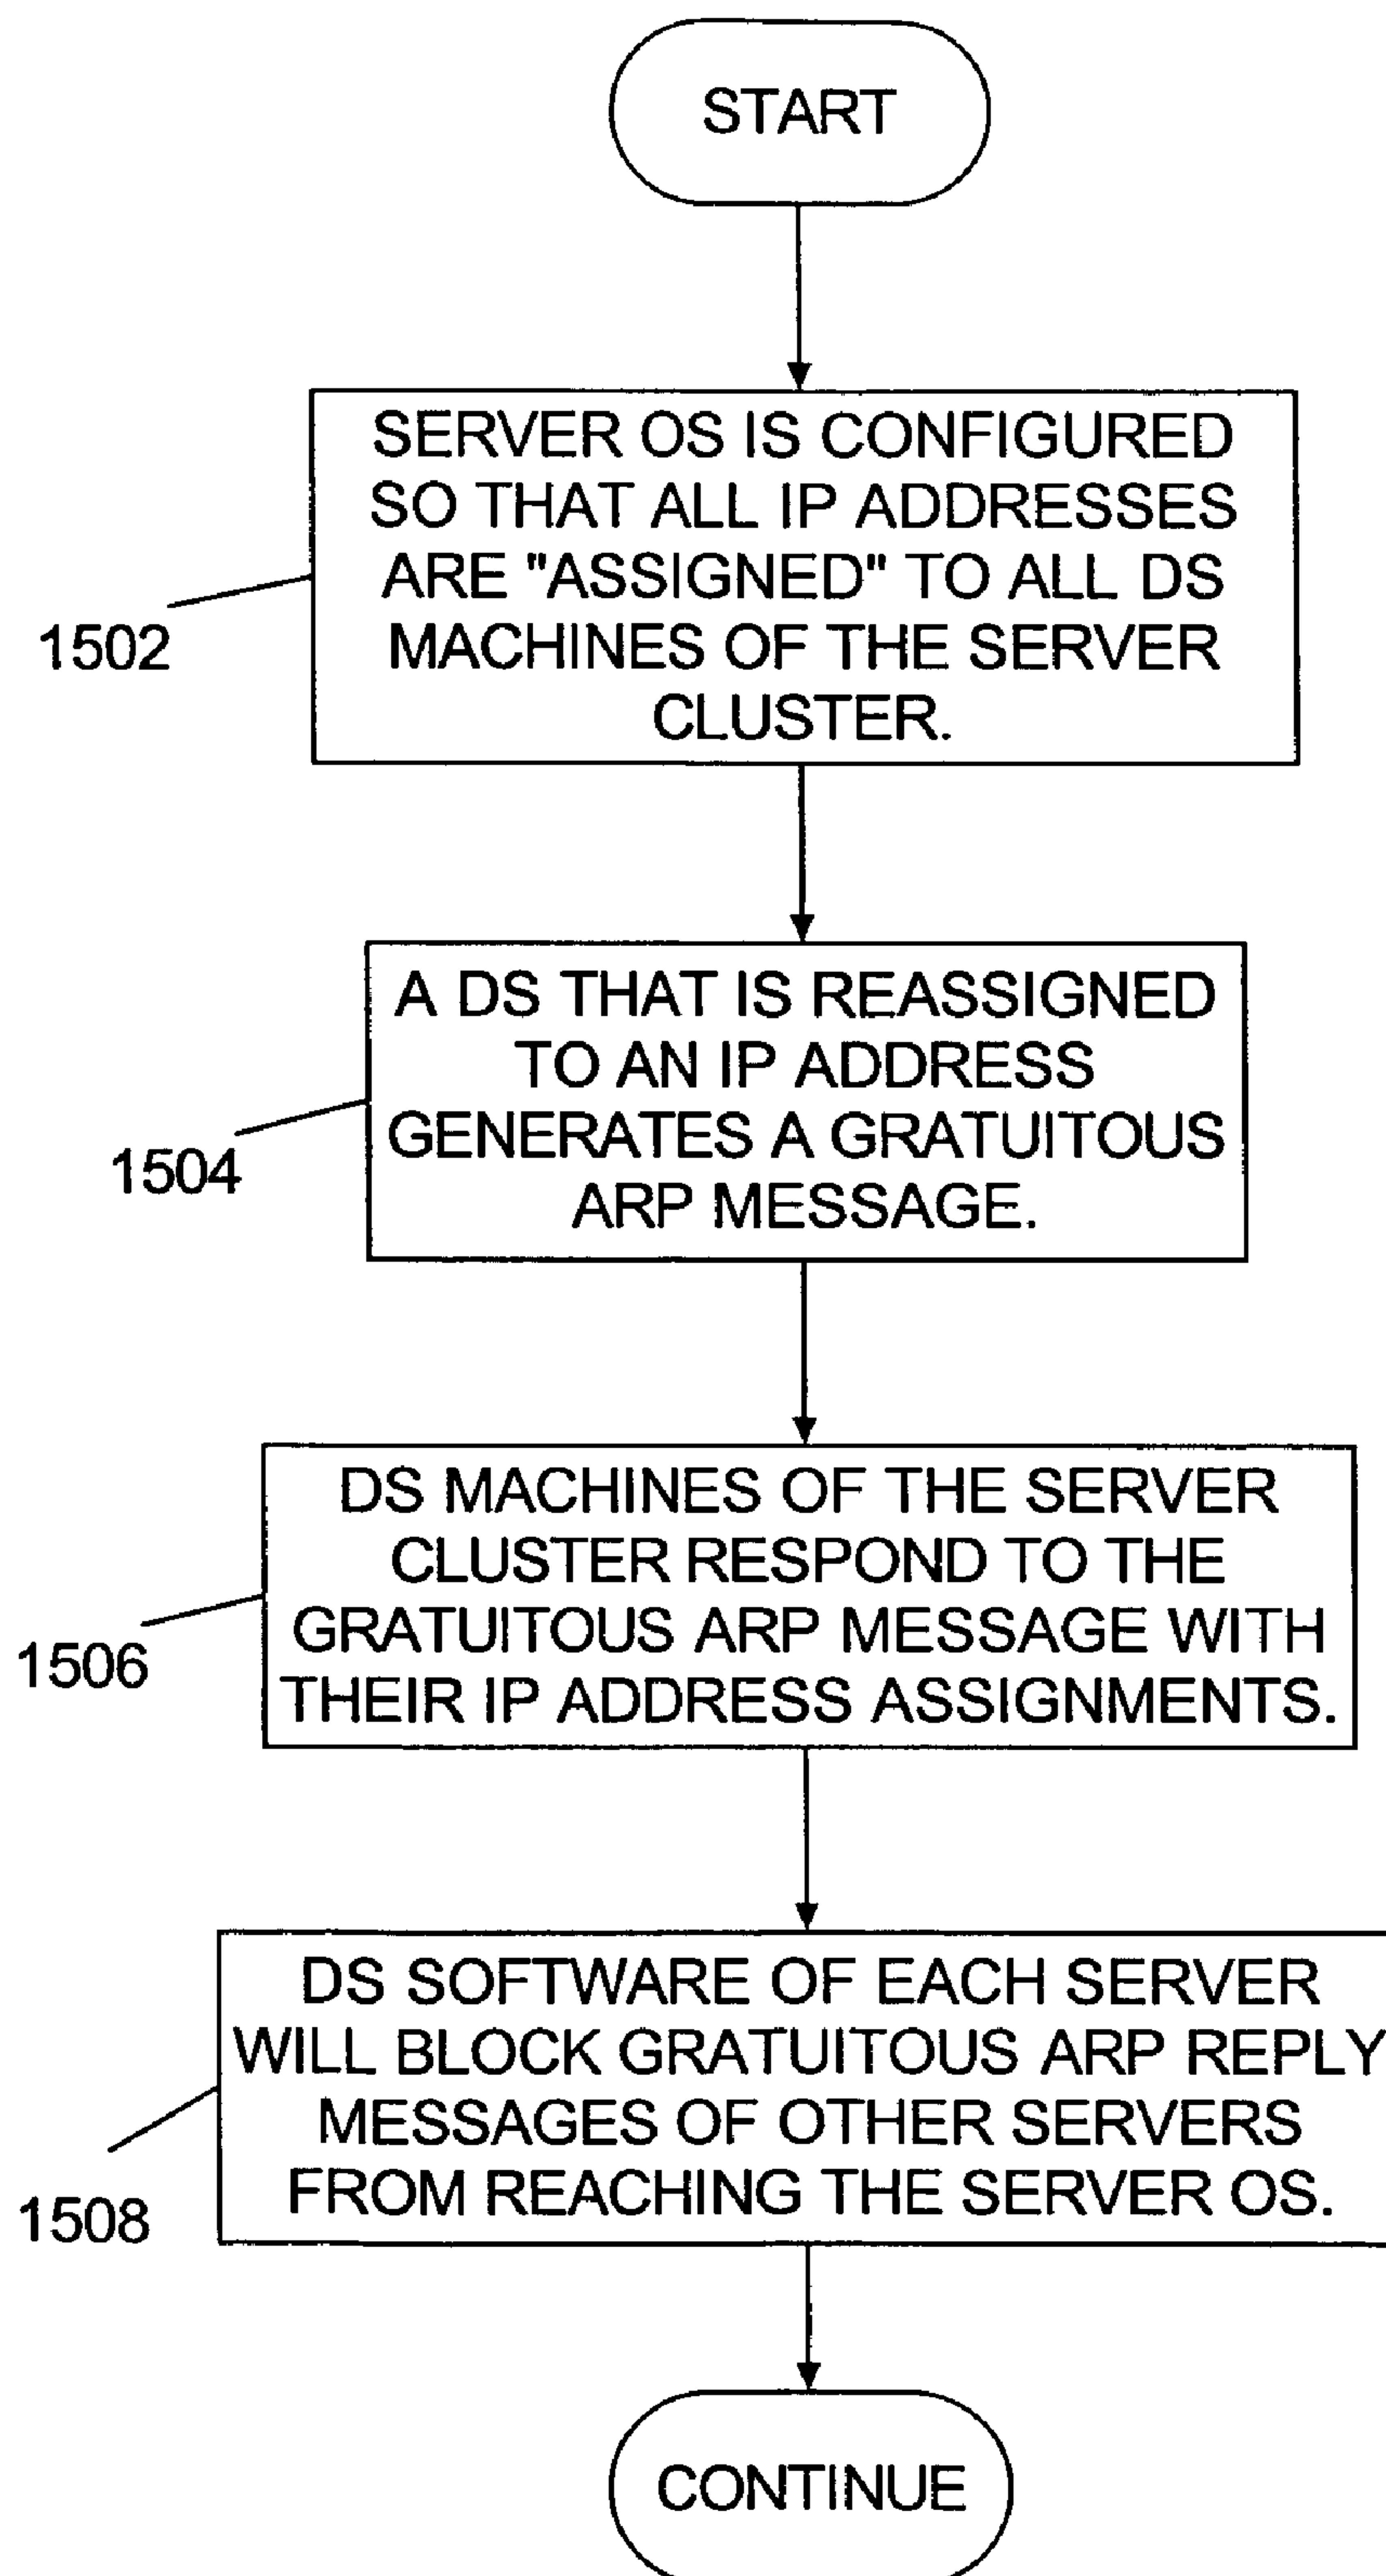 START
SERVER OS IS CONFIGURED
SO THAT ALL IP ADDRESSES
ARE "ASSIGNED" TO ALL DS
MACHINES OF THE SERVER
CLUSTER.
1502
A DS THAT IS REASSIGNED
TO AN IP ADDRESS
GENERATES A GRATUITOUS
ARP MESSAGE.
1504
DS MACHINES OF THE SERVER
CLUSTER RESPOND TO THE
GRATUITOUS ARP MESSAGE WITH
THEIR IP ADDRESS ASSIGNMENTS.
1506
DS SOFTWARE OF EACH SERVER
WILL BLOCK GRATUITOUS ARP REPLY
MESSAGES OF OTHER SERVERS
FROM REACHING THE SERVER OS.
1508
CONTINUE